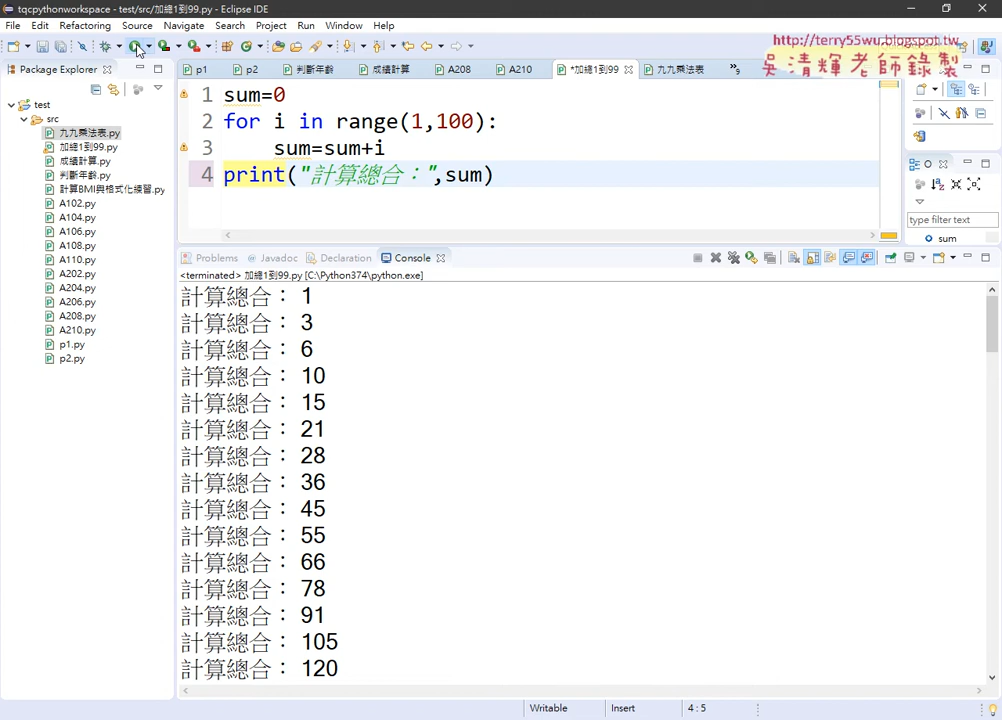 tqcpythonworkspace - test/src/加總1到99.py - Eclipse IDE
File Edit Refactoring Source Navigate Search Project Run Window Help
http://terry55wu.blogspot.tw
吳清輝老師錄製
Package Explorer
p1 p2 判斷年齡 成績計算 A208 A210 *加總1到99 九九乘法表 »9
test
src
九九乘法表.py
加總1到99.py
成績計算.py
判斷年齡.py
計算BMI與格式化練習.py
A102.py
A104.py
A106.py
A108.py
A110.py
A202.py
A204.py
A206.py
A208.py
A210.py
p1.py
p2.py
1 sum=0
2 for i in range(1,100):
3 sum=sum+i
4 print("計算總合：",sum)
type filter text
sum
Problems Javadoc Declaration Console
<terminated> 加總1到99.py [C:\Python374\python.exe]
計算總合： 1
計算總合： 3
計算總合： 6
計算總合： 10
計算總合： 15
計算總合： 21
計算總合： 28
計算總合： 36
計算總合： 45
計算總合： 55
計算總合： 66
計算總合： 78
計算總合： 91
計算總合： 105
計算總合： 120
Writable Insert 4 : 5